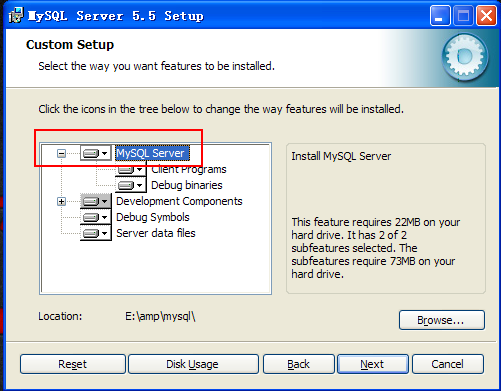 MySQL Server 5.5 Setup
Custom Setup
Select the way you want features to be installed.
Click the icons in the tree below to change the way features will be installed.
MySQL Server
Client Programs
Debug binaries
Development Components
Debug Symbols
Server data files
Install MySQL Server
This feature requires 22MB on your
hard drive. It has 2 of 2
subfeatures selected. The
subfeatures require 73MB on your
hard drive.
Location: E:\amp\mysql\
Browse...
Reset Disk Usage Back Next Cancel